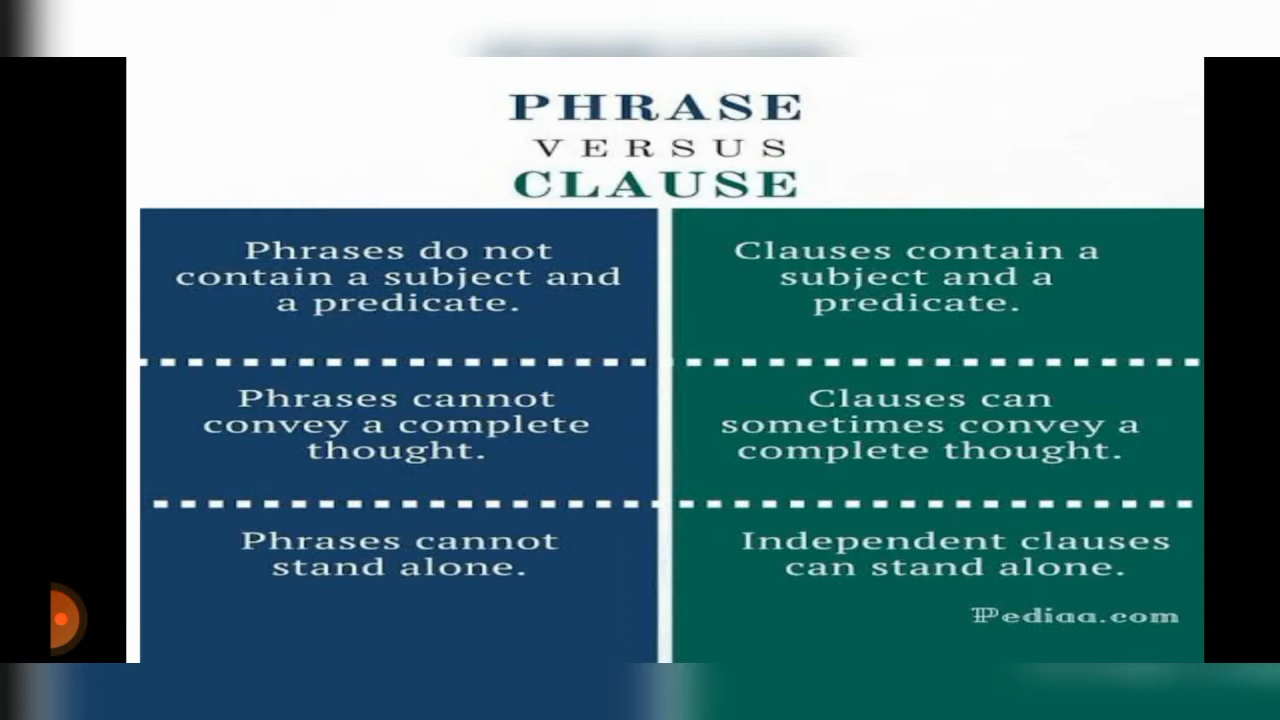 PHRASE
VERSUS
CLAUSE
Phrases do not
contain a subject and
a predicate.
Clauses contain a
subject and a
predicate.
Phrases cannot
convey a complete
thought.
Clauses can
sometimes convey a
complete thought.
Phrases cannot
stand alone.
Independent clauses
can stand alone.
Pediaa.com